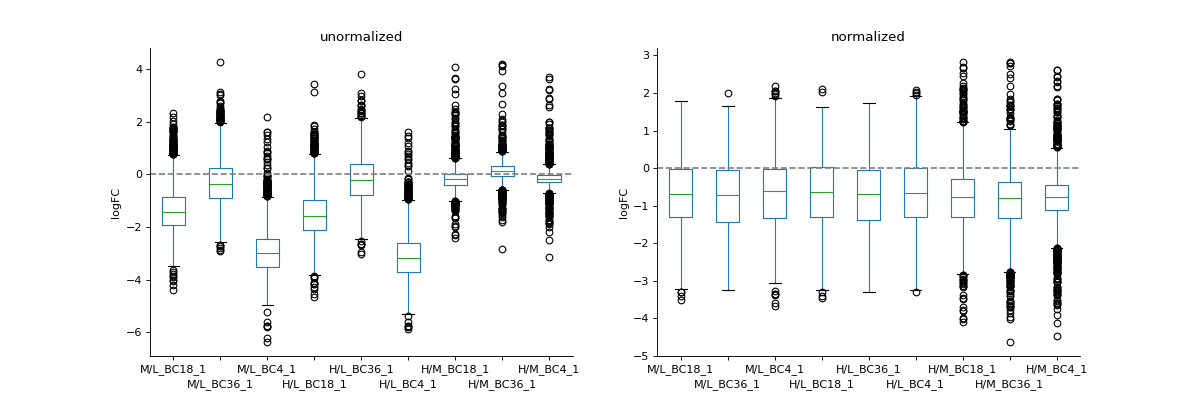 unormalized
logFC
4
2
0
−2
−4
−6
M/L_BC18_1
M/L_BC36_1
M/L_BC4_1
H/L_BC18_1
H/L_BC36_1
H/L_BC4_1
H/M_BC18_1
H/M_BC36_1
H/M_BC4_1
normalized
logFC
3
2
1
0
−1
−2
−3
−4
−5
M/L_BC18_1
M/L_BC36_1
M/L_BC4_1
H/L_BC18_1
H/L_BC36_1
H/L_BC4_1
H/M_BC18_1
H/M_BC36_1
H/M_BC4_1